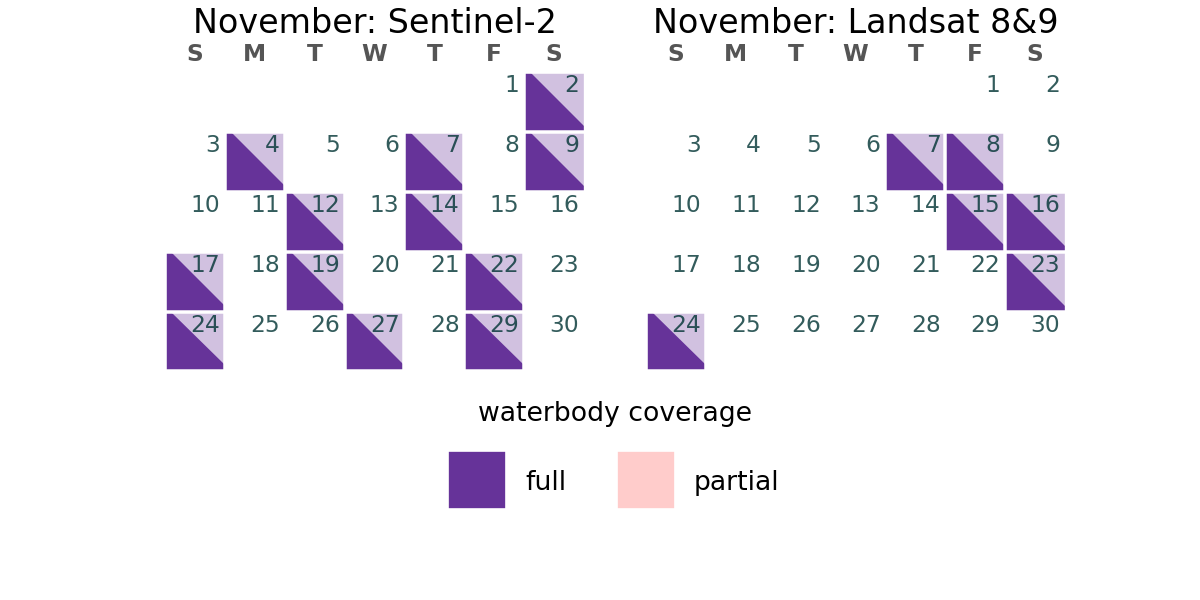 November: Sentinel-2
S M T W T F S
1 2
3 4 5 6 7 8 9
10 11 12 13 14 15 16
17 18 19 20 21 22 23
24 25 26 27 28 29 30
November: Landsat 8&9
S M T W T F S
1 2
3 4 5 6 7 8 9
10 11 12 13 14 15 16
17 18 19 20 21 22 23
24 25 26 27 28 29 30
waterbody coverage
full partial